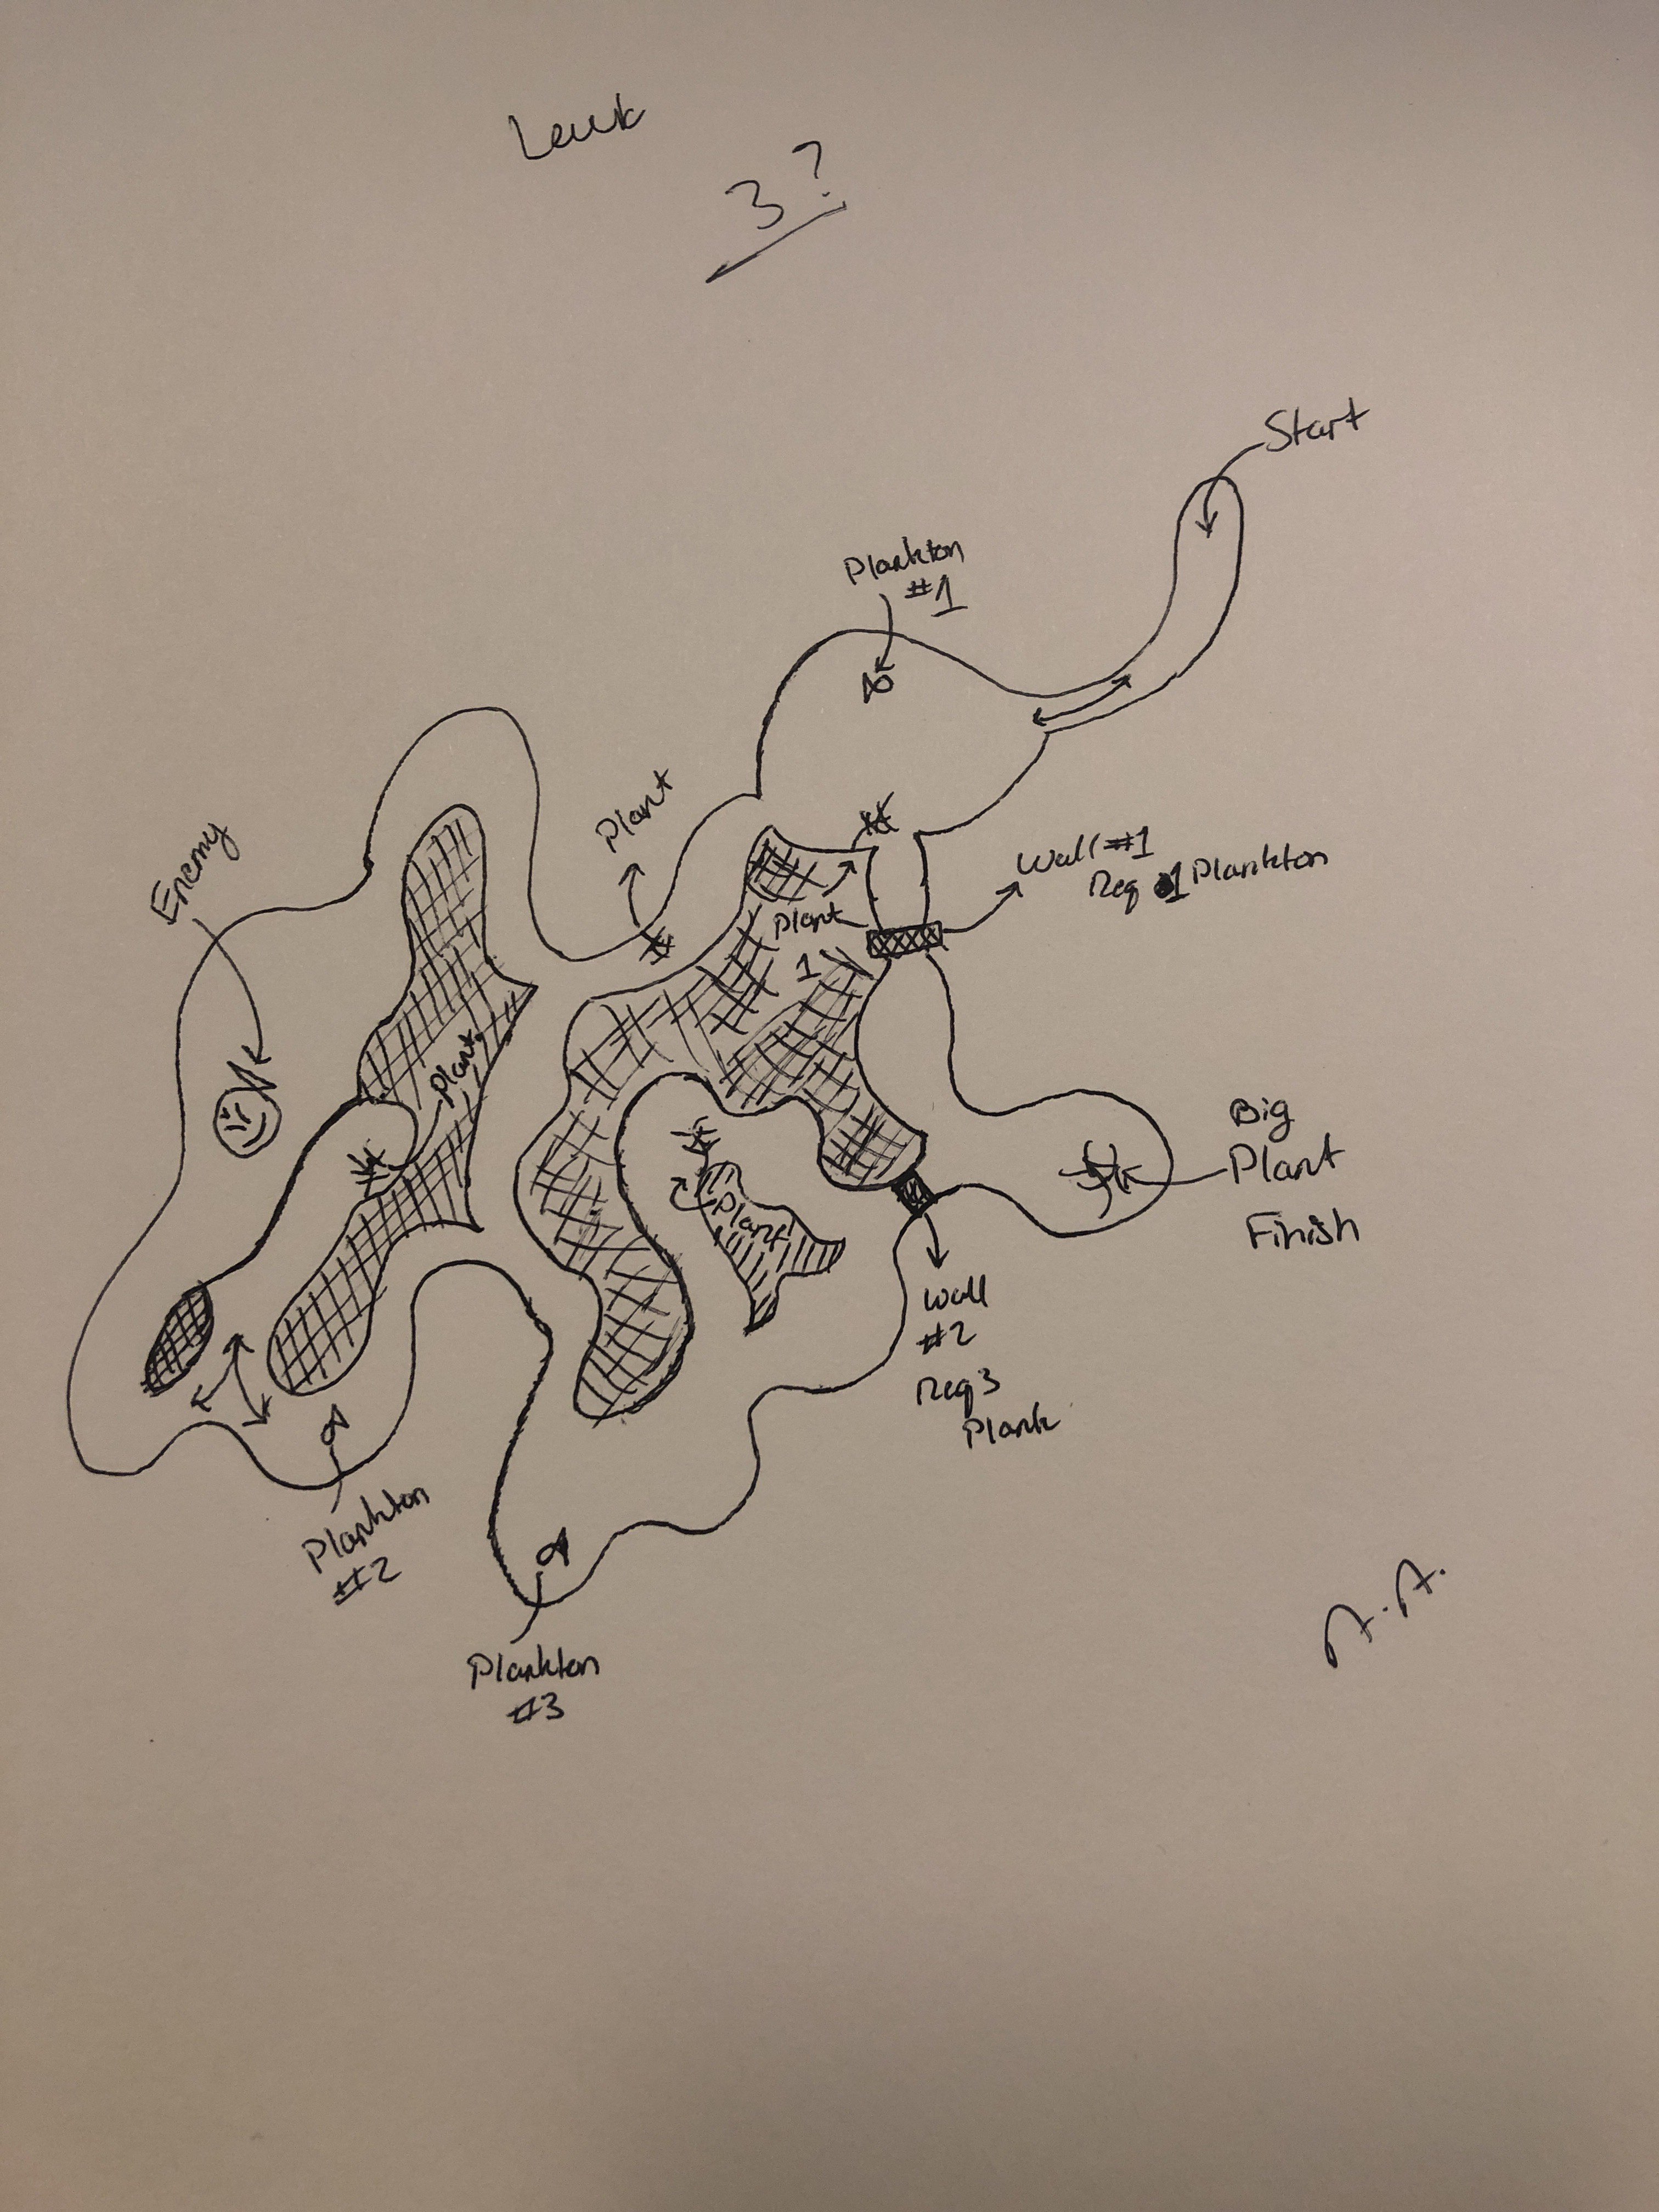 3?
Start
Plankton
#1
Plant
Enemy
Wall #1
Req 1 Plankton
Plant
1
Plant
Big
Plant
Finish
Plant
Wall
#2
Req 3
Plank
Plankton
#2
Plankton
#3
A.A.